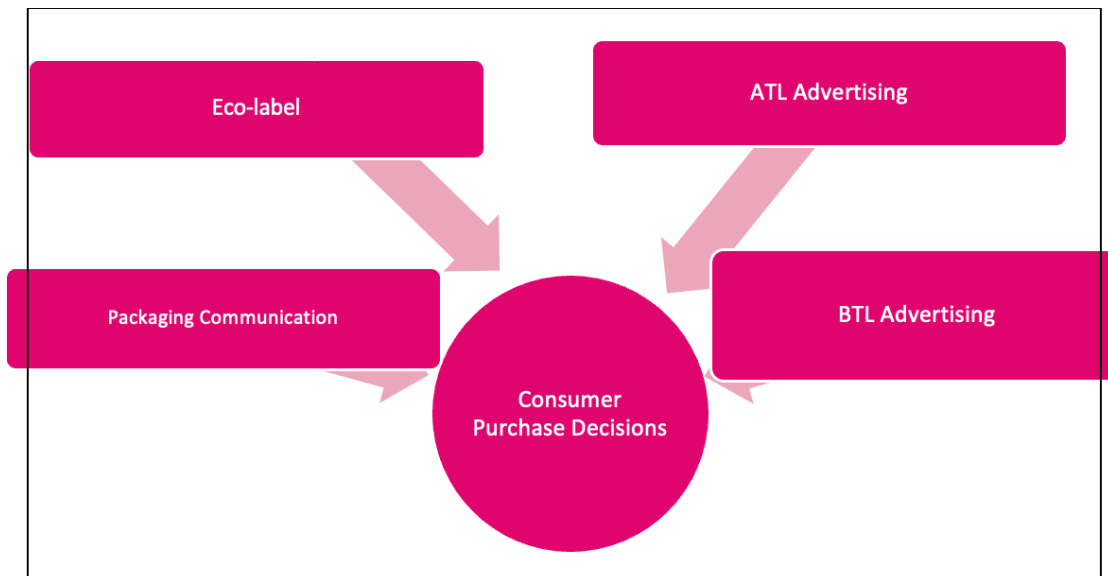 Eco-label
ATL Advertising
Packaging Communication
BTL Advertising
Consumer
Purchase Decisions